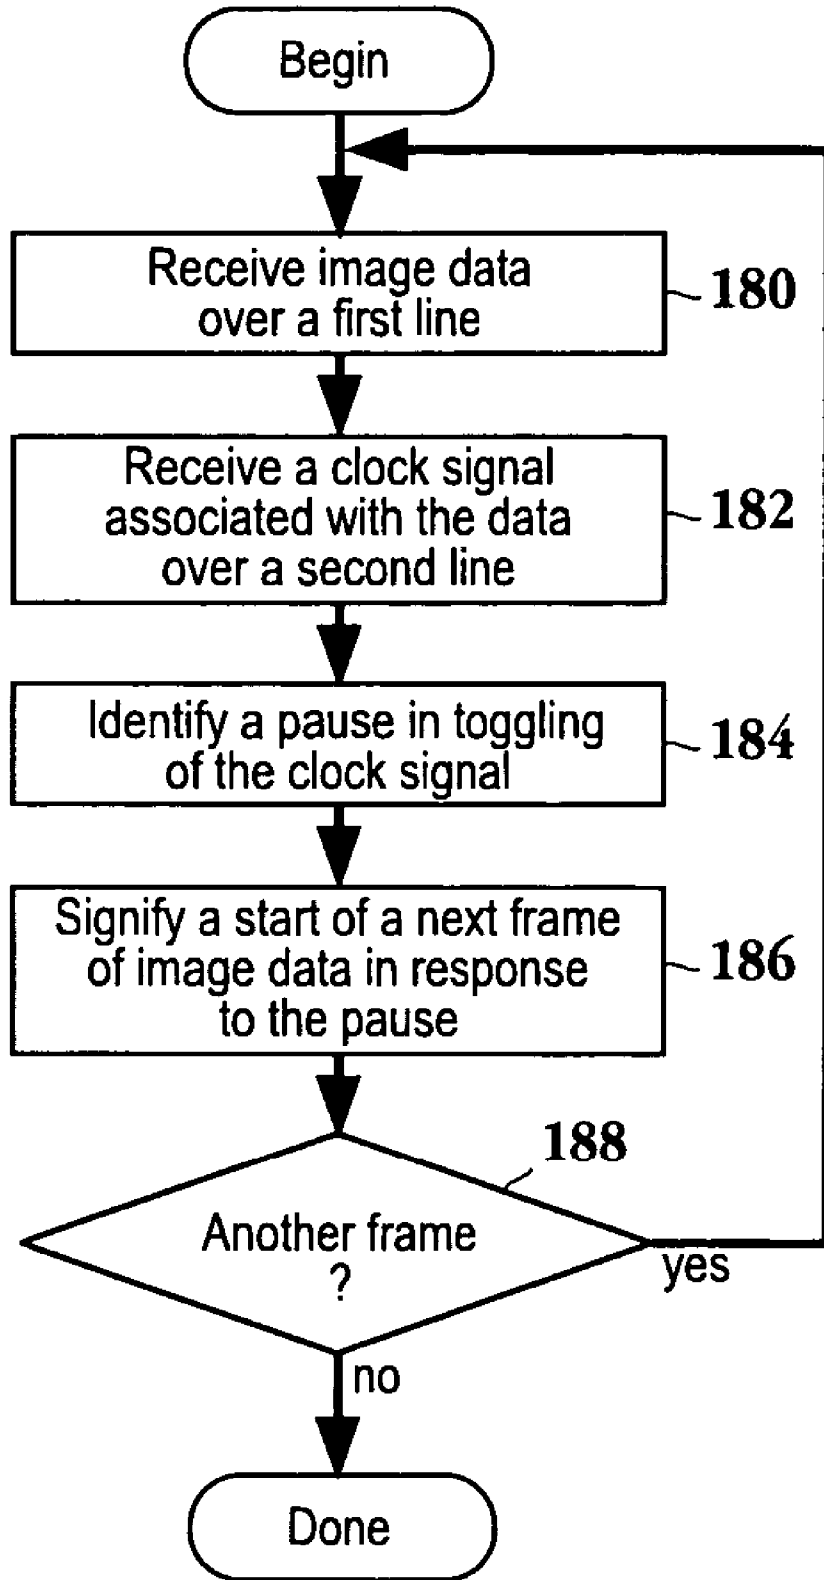 Begin
Receive image data
over a first line
180
Receive a clock signal
associated with the data
over a second line
182
Identify a pause in toggling
of the clock signal
184
Signify a start of a next frame
of image data in response
to the pause
186
188
Another frame
?
yes
no
Done